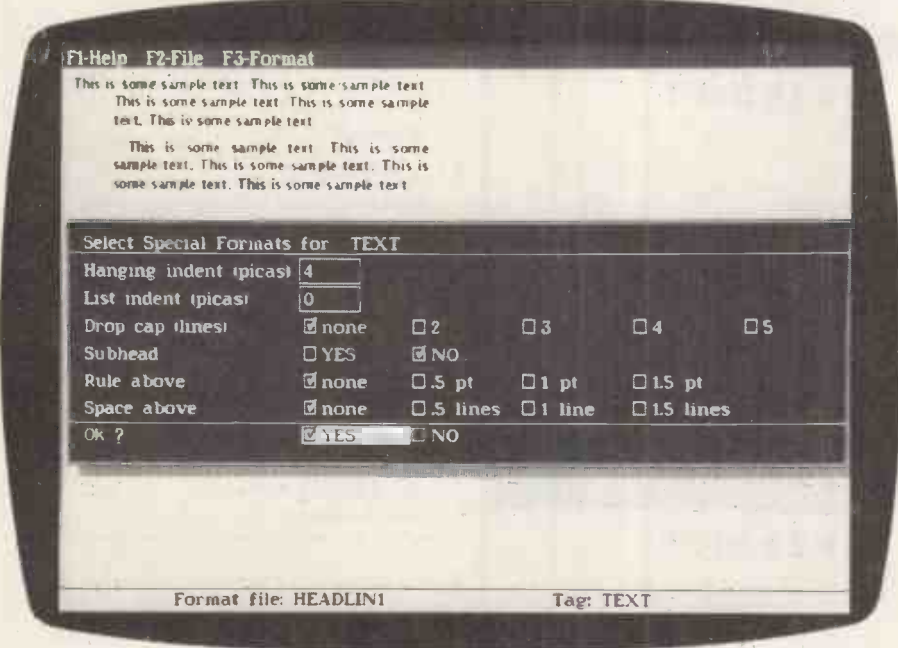 F1-Help F2-File F3-Format
This is some sample text This is some sample text
This is some sample text This is some sample
text. This is some sample text
This is some sample text This is some
sample text. This is some sample text. This is
some sample text. This is some sample text
Select Special Formats for TEXT
Hanging indent (picas) 4
List indent (picas) 0
Drop cap (lines) none 2 3 4 5
Subhead YES NO
Rule above none .5 pt 1 pt 1.5 pt
Space above none .5 lines 1 line 1.5 lines
Ok ? YES NO
Format file: HEADLIN1 Tag: TEXT